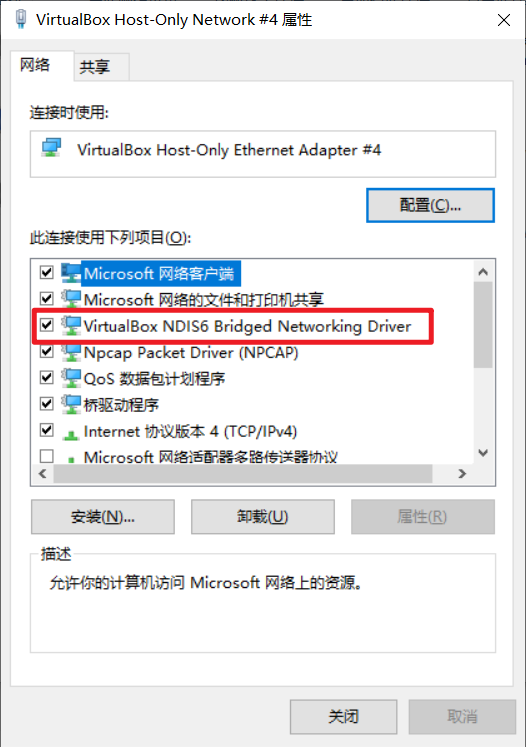 VirtualBox Host-Only Network #4 属性
网络
共享
连接时使用:
VirtualBox Host-Only Ethernet Adapter #4
配置(C)...
此连接使用下列项目(O):
Microsoft 网络客户端
Microsoft 网络的文件和打印机共享
VirtualBox NDIS6 Bridged Networking Driver
Npcap Packet Driver (NPCAP)
QoS 数据包计划程序
桥驱动程序
Internet 协议版本 4 (TCP/IPv4)
Microsoft 网络适配器多路传送器协议
安装(N)... 卸载(U) 属性(R)
描述
允许你的计算机访问 Microsoft 网络上的资源。
关闭 取消